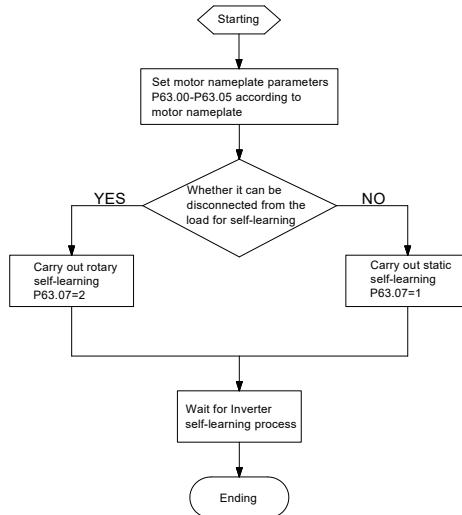 Starting
Set motor nameplate parameters
P63.00-P63.05 according to
motor nameplate
Whether it can be
disconnected from the
load for self-learning
YES
NO
Carry out rotary
self-learning
P63.07=2
Carry out static
self-learning
P63.07=1
Wait for Inverter
self-learning process
Ending